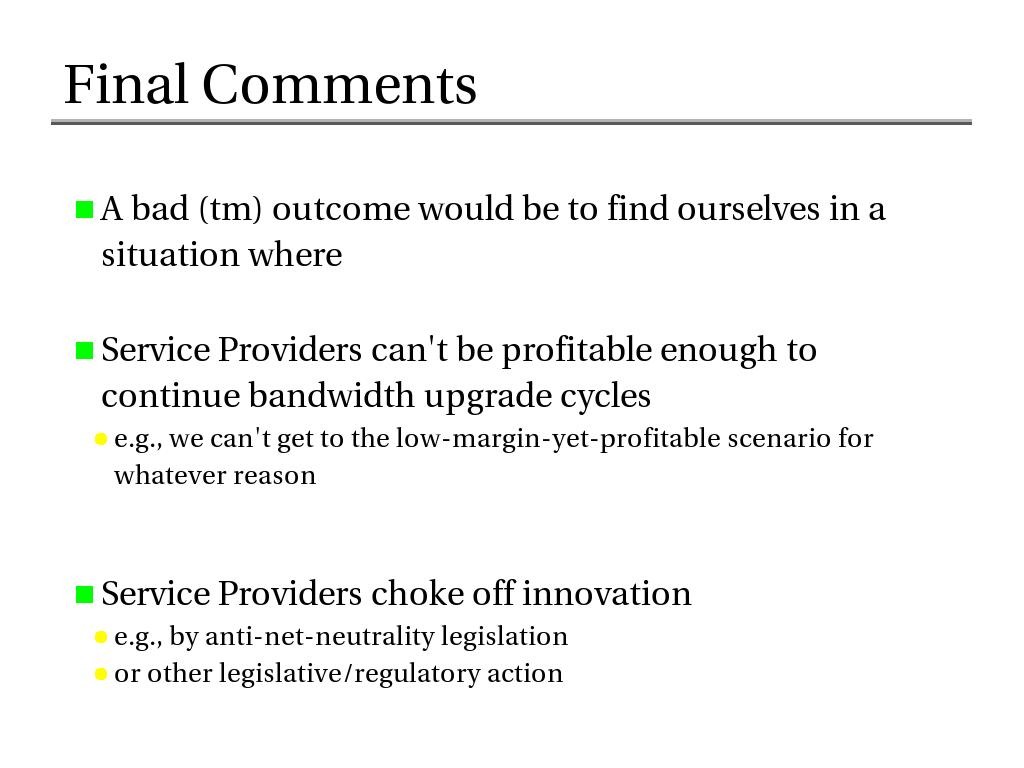 Final Comments
A bad (tm) outcome would be to find ourselves in a
situation where
Service Providers can't be profitable enough to
continue bandwidth upgrade cycles
e.g., we can't get to the low-margin-yet-profitable scenario for
whatever reason
Service Providers choke off innovation
e.g., by anti-net-neutrality legislation
or other legislative/regulatory action